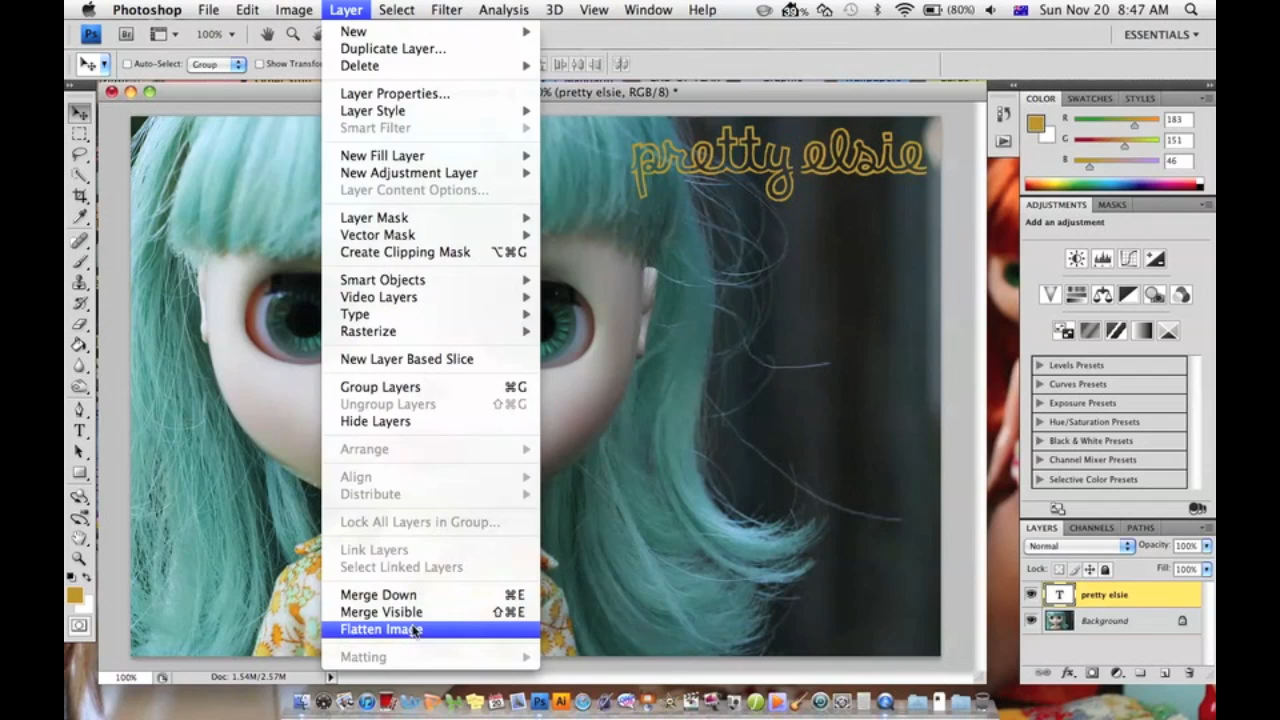 Photoshop File Edit Image Layer Select Filter Analysis 3D View Window Help (80%) Sun Nov 20 8:47 AM
Ps Br 100% ESSENTIALS
Auto-Select: Group Show Transfo
% (pretty elsie, RGB/8) *
New
Duplicate Layer...
Delete
Layer Properties...
Layer Style
Smart Filter
New Fill Layer
New Adjustment Layer
Layer Content Options...
Layer Mask
Vector Mask
Create Clipping Mask ⌥⌘G
Smart Objects
Video Layers
Type
Rasterize
New Layer Based Slice
Group Layers ⌘G
Ungroup Layers ⇧⌘G
Hide Layers
Arrange
Align
Distribute
Lock All Layers in Group...
Link Layers
Select Linked Layers
Merge Down ⌘E
Merge Visible ⇧⌘E
Flatten Image
Matting
pretty elsie
COLOR SWATCHES STYLES
R 183
G 151
B 46
ADJUSTMENTS MASKS
Add an adjustment
Levels Presets
Curves Presets
Exposure Presets
Hue/Saturation Presets
Black & White Presets
Channel Mixer Presets
Selective Color Presets
LAYERS CHANNELS PATHS
Normal Opacity: 100%
Lock: Fill: 100%
T pretty elsie
Background
100% Doc: 1.54M/2.57M
Ps Ai